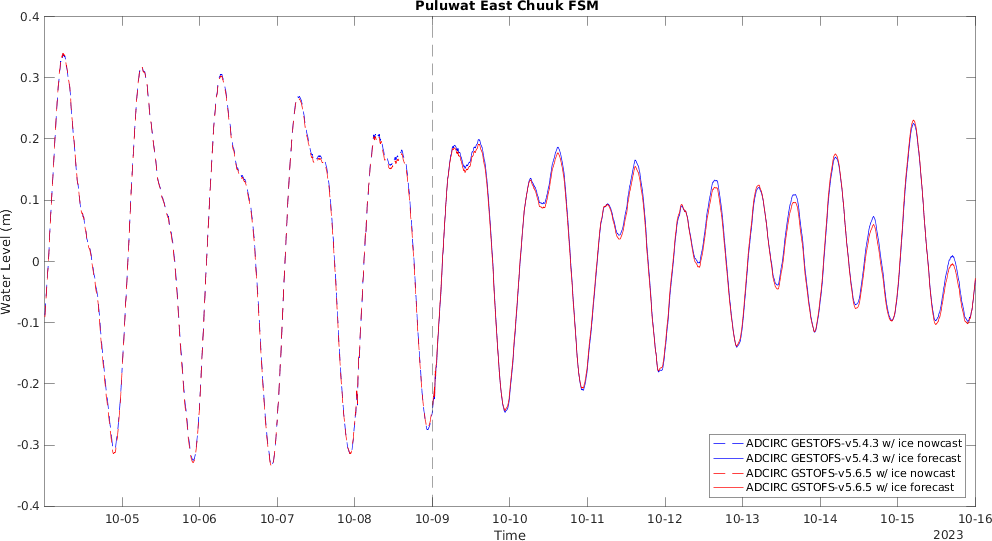 Puluwat East Chuuk FSM
Water Level (m)
0.4
0.3
0.2
0.1
0
-0.1
-0.2
-0.3
-0.4
ADCIRC GESTOFS-v5.4.3 w/ ice nowcast
ADCIRC GESTOFS-v5.4.3 w/ ice forecast
ADCIRC GSTOFS-v5.6.5 w/ ice nowcast
ADCIRC GSTOFS-v5.6.5 w/ ice forecast
10-05 10-06 10-07 10-08 10-09 10-10 10-11 10-12 10-13 10-14 10-15 10-16
Time
2023